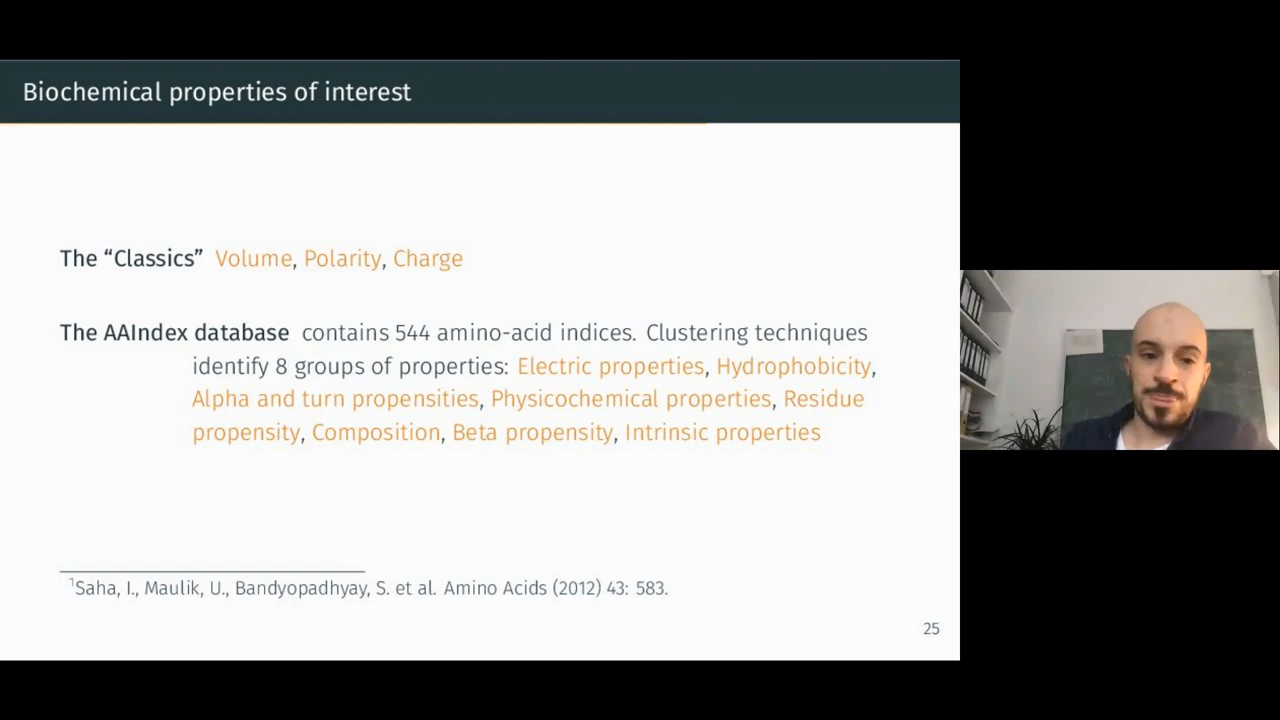 Biochemical properties of interest
The “Classics” Volume, Polarity, Charge
The AAIndex database contains 544 amino-acid indices. Clustering techniques
identify 8 groups of properties: Electric properties, Hydrophobicity,
Alpha and turn propensities, Physicochemical properties, Residue
propensity, Composition, Beta propensity, Intrinsic properties
1Saha, I., Maulik, U., Bandyopadhyay, S. et al. Amino Acids (2012) 43: 583.
25